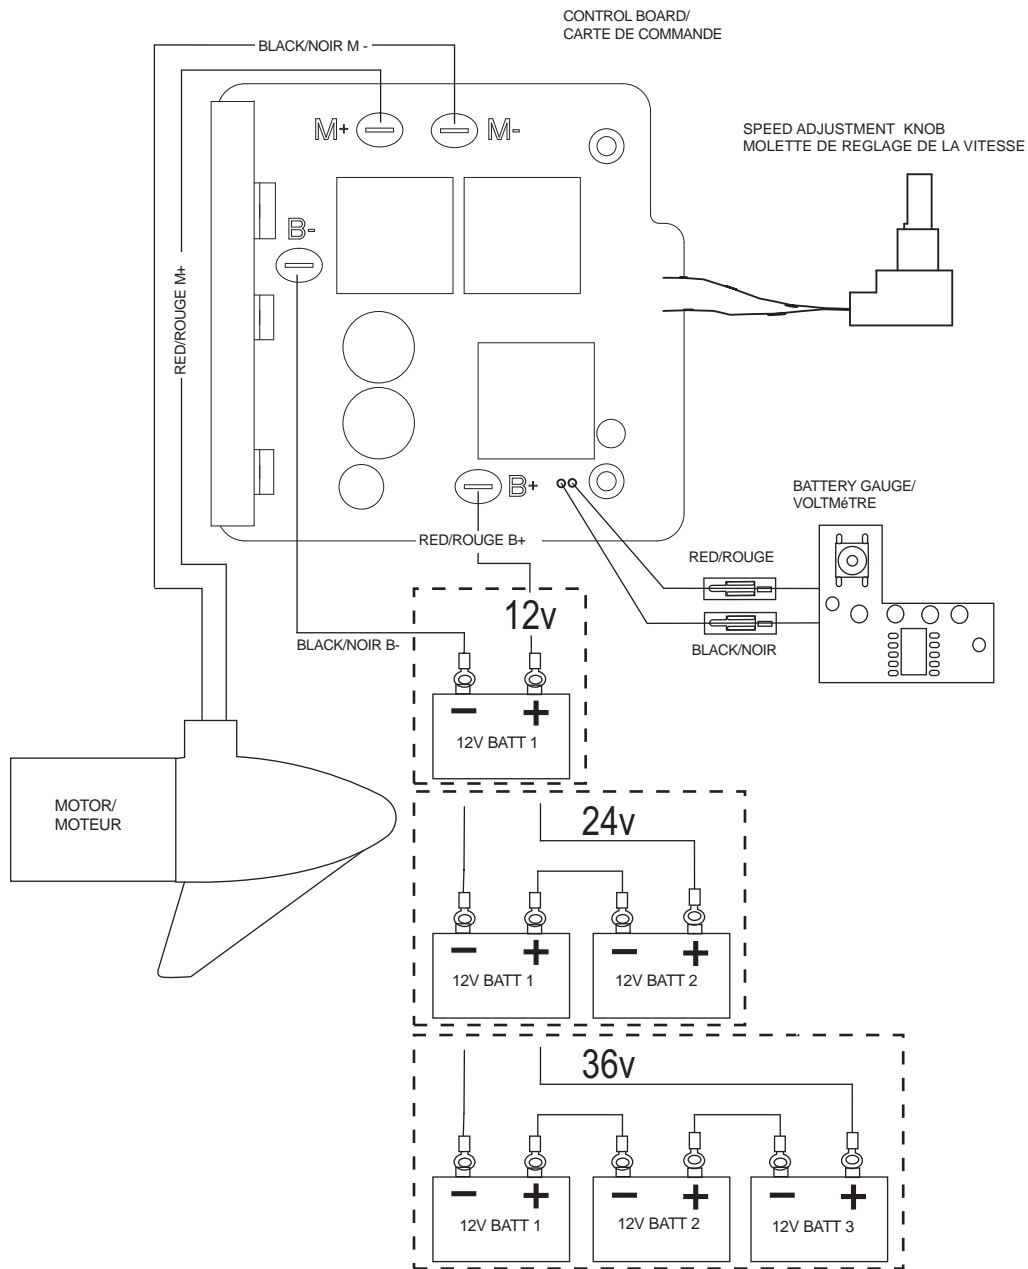 CONTROL BOARD/
CARTE DE COMMANDE
BLACK/NOIR M -
M+
M-
SPEED ADJUSTMENT KNOB
MOLETTE DE REGLAGE DE LA VITESSE
B-
RED/ROUGE M+
B+
BATTERY GAUGE/
VOLTMéTRE
RED/ROUGE B+
RED/ROUGE
12v
BLACK/NOIR B-
BLACK/NOIR
- +
12V BATT 1
MOTOR/
MOTEUR
24v
- + - +
12V BATT 1 12V BATT 2
36v
- + - + - +
12V BATT 1 12V BATT 2 12V BATT 3